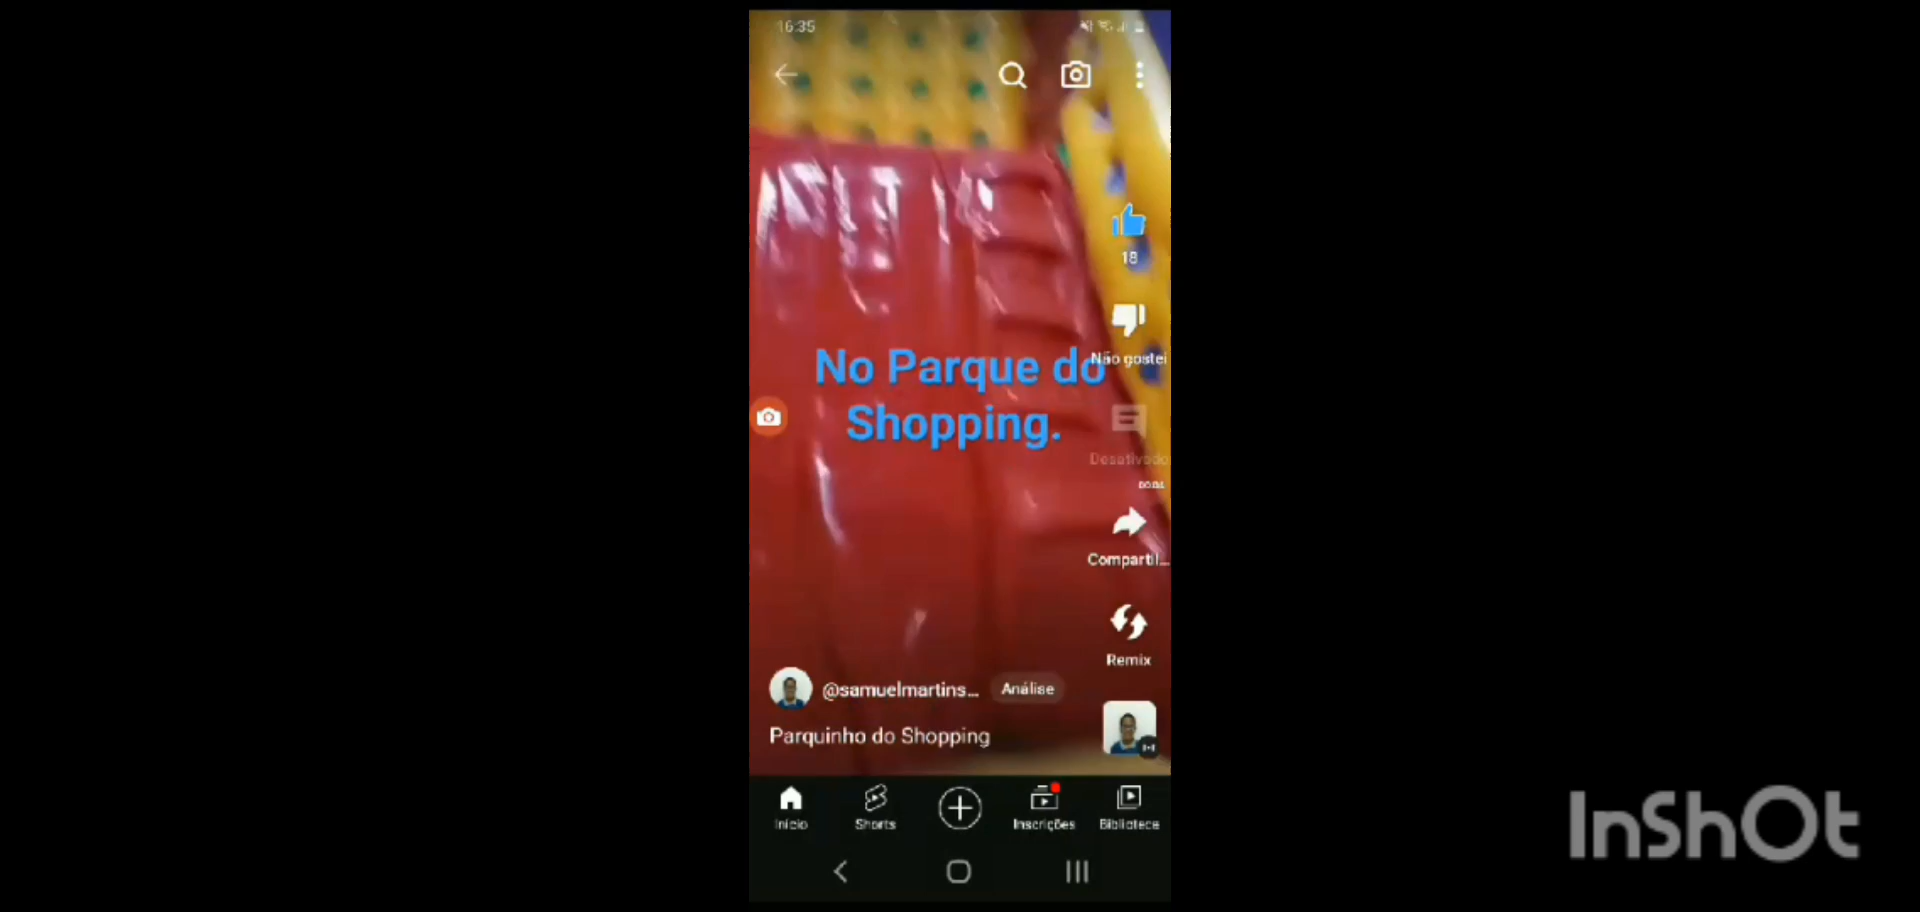 16:35
18
Não gostei
No Parque do
Shopping.
Desativado
Compartil...
Remix
@samuelmartins...
Análise
Parquinho do Shopping
Início
Shorts
Inscrições
Biblioteca
InShOt